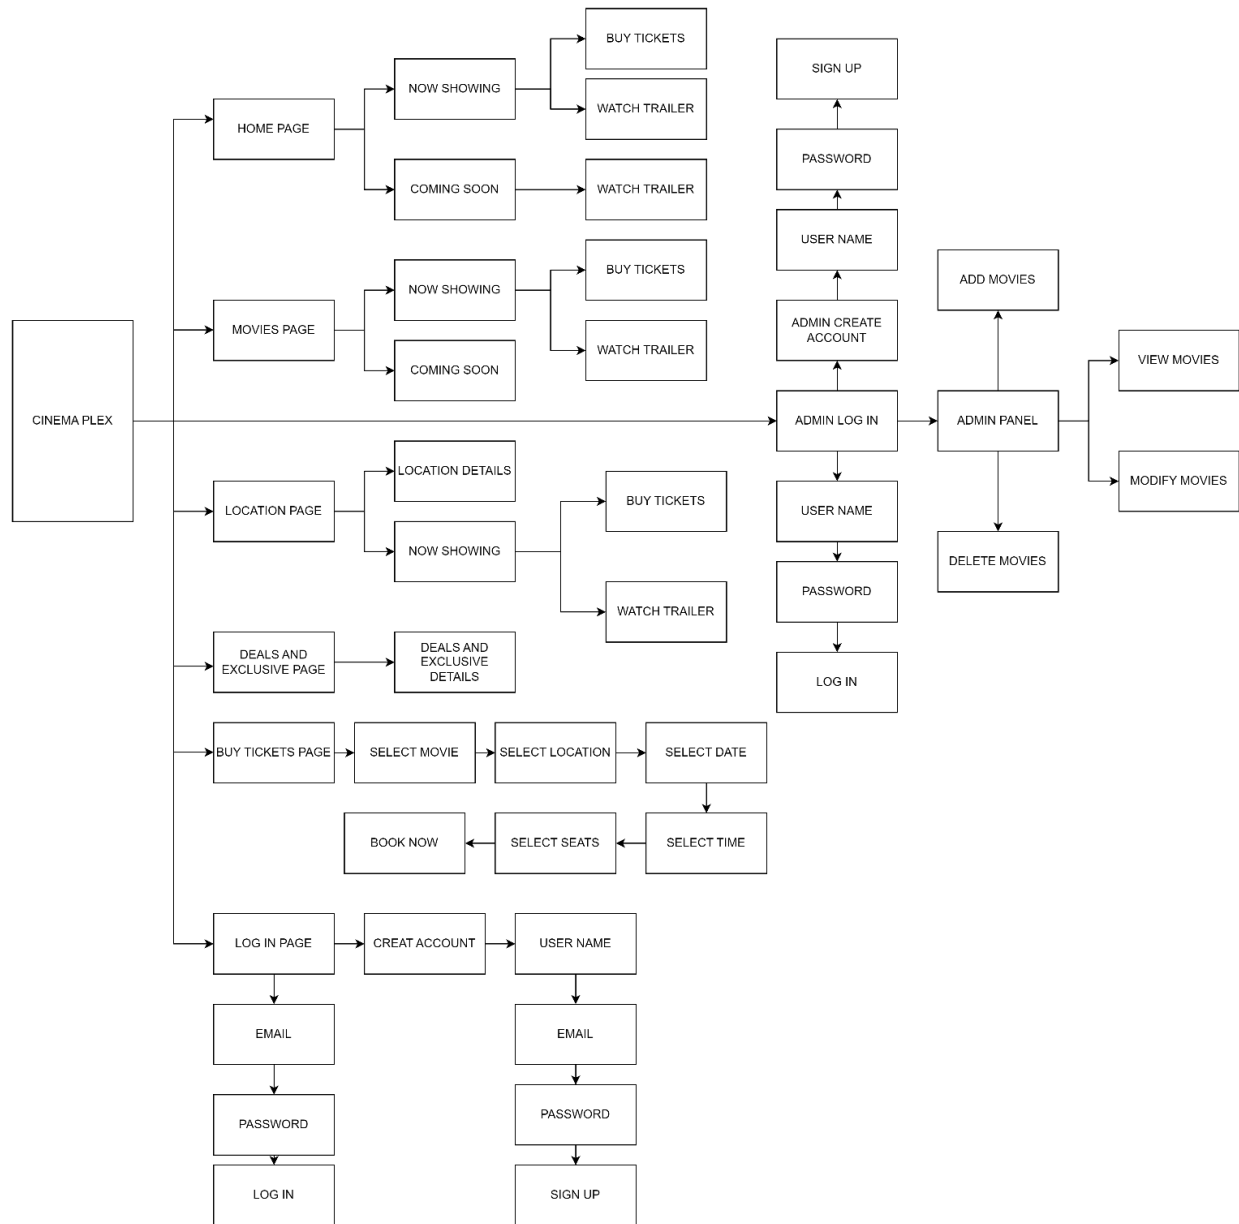 BUY TICKETS
SIGN UP
NOW SHOWING
WATCH TRAILER
HOME PAGE
PASSWORD
COMING SOON
WATCH TRAILER
USER NAME
BUY TICKETS
ADD MOVIES
NOW SHOWING
MOVIES PAGE
ADMIN CREATE
ACCOUNT
WATCH TRAILER
VIEW MOVIES
COMING SOON
CINEMA PLEX
ADMIN LOG IN
ADMIN PANEL
LOCATION DETAILS
MODIFY MOVIES
BUY TICKETS
LOCATION PAGE
USER NAME
NOW SHOWING
DELETE MOVIES
PASSWORD
WATCH TRAILER
DEALS AND
EXCLUSIVE PAGE
DEALS AND
EXCLUSIVE
DETAILS
LOG IN
BUY TICKETS PAGE
SELECT MOVIE
SELECT LOCATION
SELECT DATE
BOOK NOW
SELECT SEATS
SELECT TIME
LOG IN PAGE
CREAT ACCOUNT
USER NAME
EMAIL
EMAIL
PASSWORD
PASSWORD
LOG IN
SIGN UP